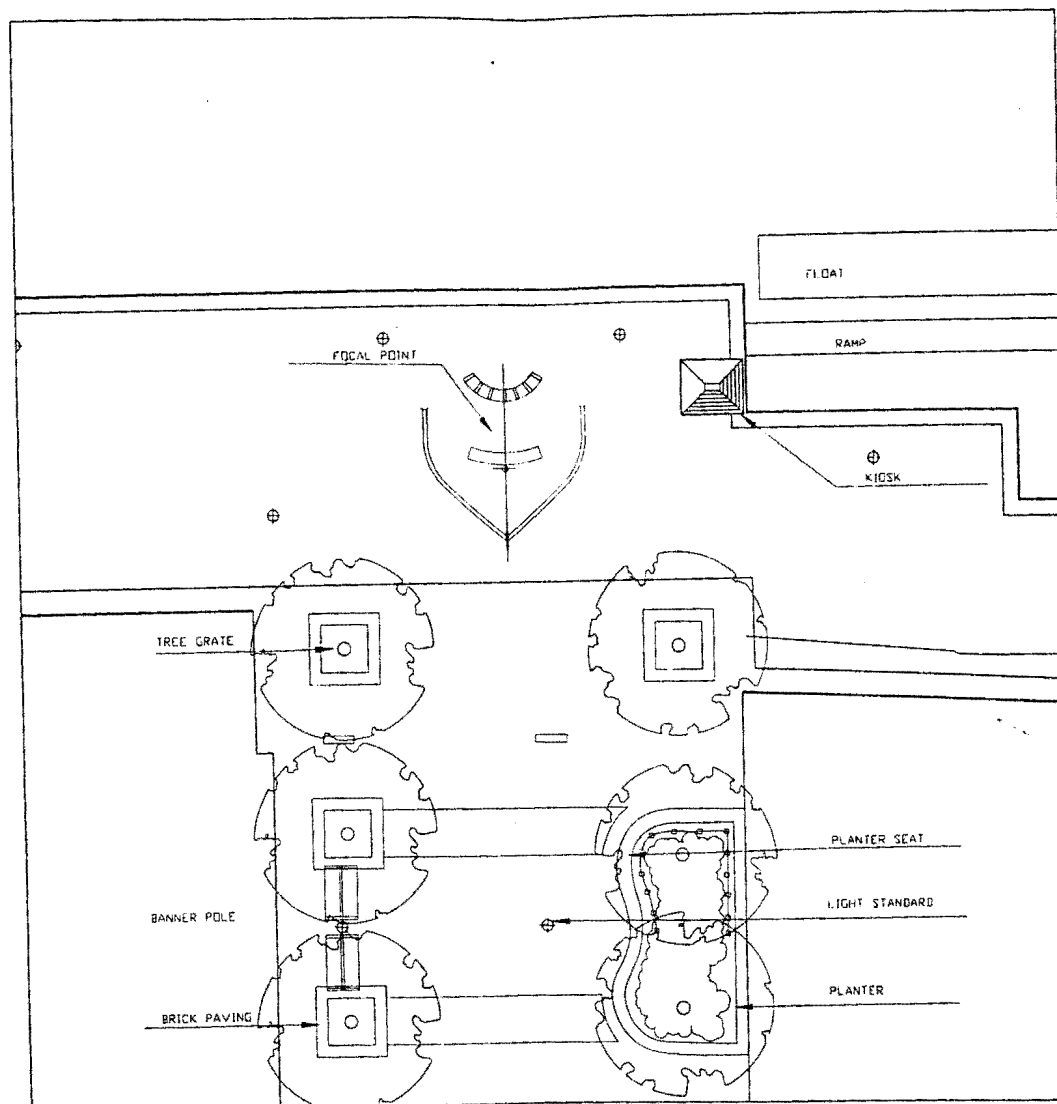 FLOAT
RAMP
FOCAL POINT
KIOSK
TREE GRATE
PLANTER SEAT
LIGHT STANDARD
BANNER POLE
PLANTER
BRICK PAVING